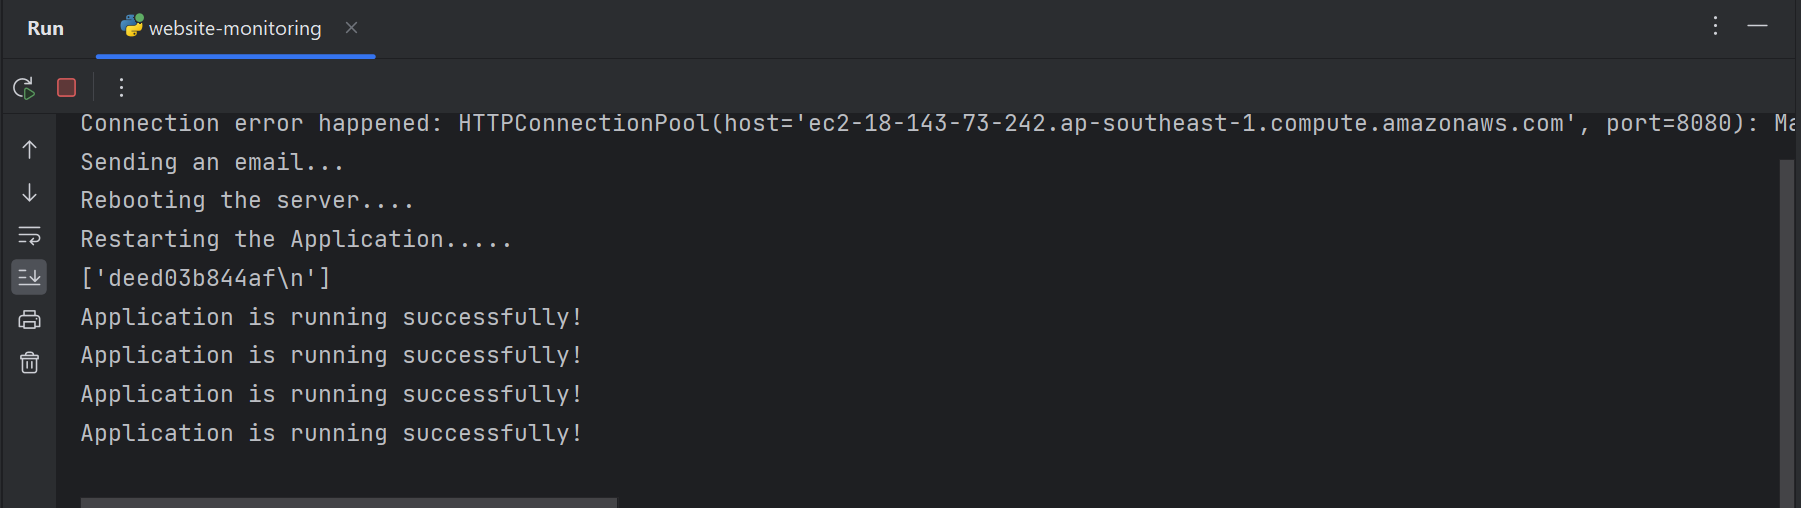 Run website-monitoring
Connection error happened: HTTPConnectionPool(host='ec2-18-143-73-242.ap-southeast-1.compute.amazonaws.com', port=8080): Ma
Sending an email...
Rebooting the server....
Restarting the Application.....
['deed03b844af\n']
Application is running successfully!
Application is running successfully!
Application is running successfully!
Application is running successfully!